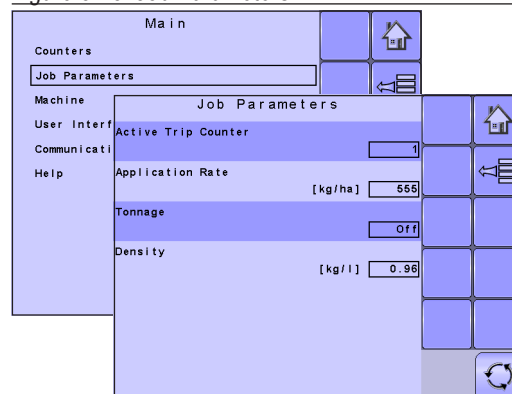 Main
Counters
Job Parameters
Machine
User Interf
Communicati
Help
Job Parameters
Active Trip Counter
1
Application Rate
[kg/ha] 555
Tonnage
Off
Density
[kg/l] 0.96